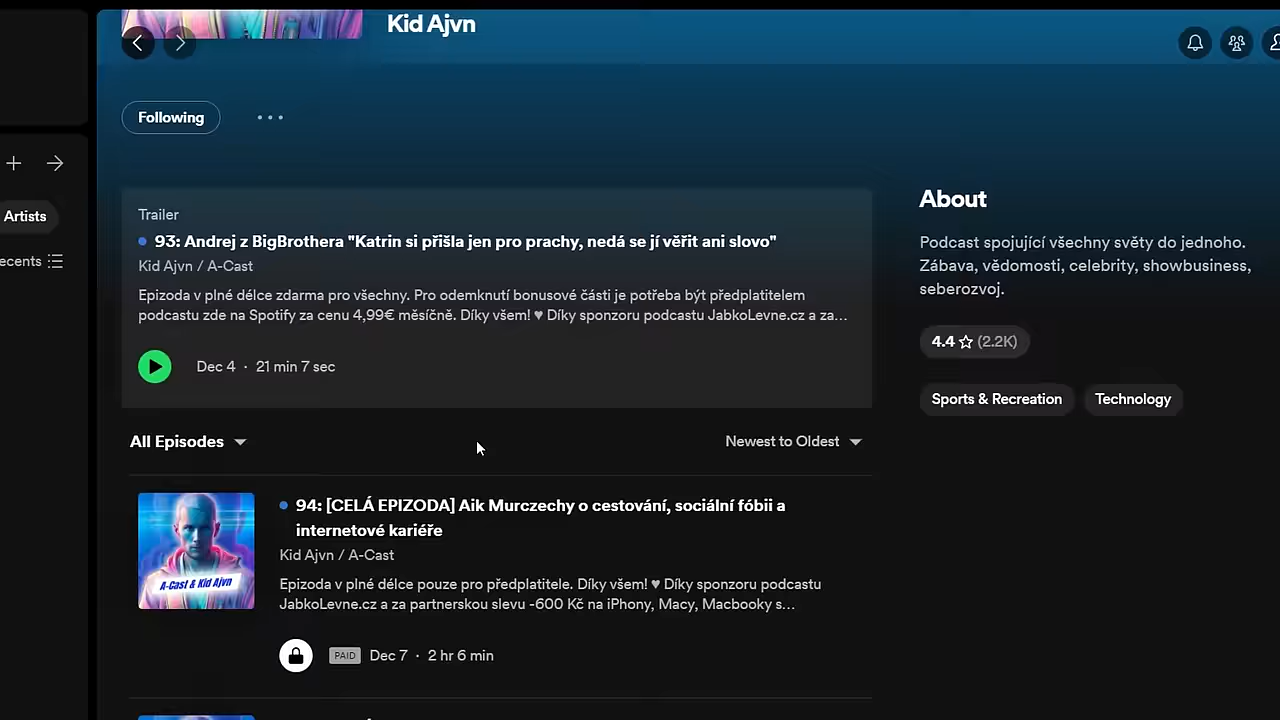 Kid Ajvn
Following
Artists
ecents
Trailer
93: Andrej z BigBrothera "Katrin si přišla jen pro prachy, nedá se jí věřit ani slovo"
Kid Ajvn / A-Cast
Epizoda v plné délce zdarma pro všechny. Pro odemknutí bonusové části je potřeba být předplatitelem
podcastu zde na Spotify za cenu 4,99€ měsíčně. Díky všem! ♥ Díky sponzoru podcastu JabkoLevne.cz a za...
Dec 4 · 21 min 7 sec
About
Podcast spojující všechny světy do jednoho.
Zábava, vědomosti, celebrity, showbusiness,
seberozvoj.
4.4 ☆ (2.2K)
Sports & Recreation
Technology
All Episodes
Newest to Oldest
A-Cast & Kid Ajvn
94: [CELÁ EPIZODA] Aik Murczechy o cestování, sociální fóbii a
internetové kariéře
Kid Ajvn / A-Cast
Epizoda v plné délce pouze pro předplatitele. Díky všem! ♥ Díky sponzoru podcastu
JabkoLevne.cz a za partnerskou slevu -600 Kč na iPhony, Macy, Macbooky s...
PAID Dec 7 · 2 hr 6 min